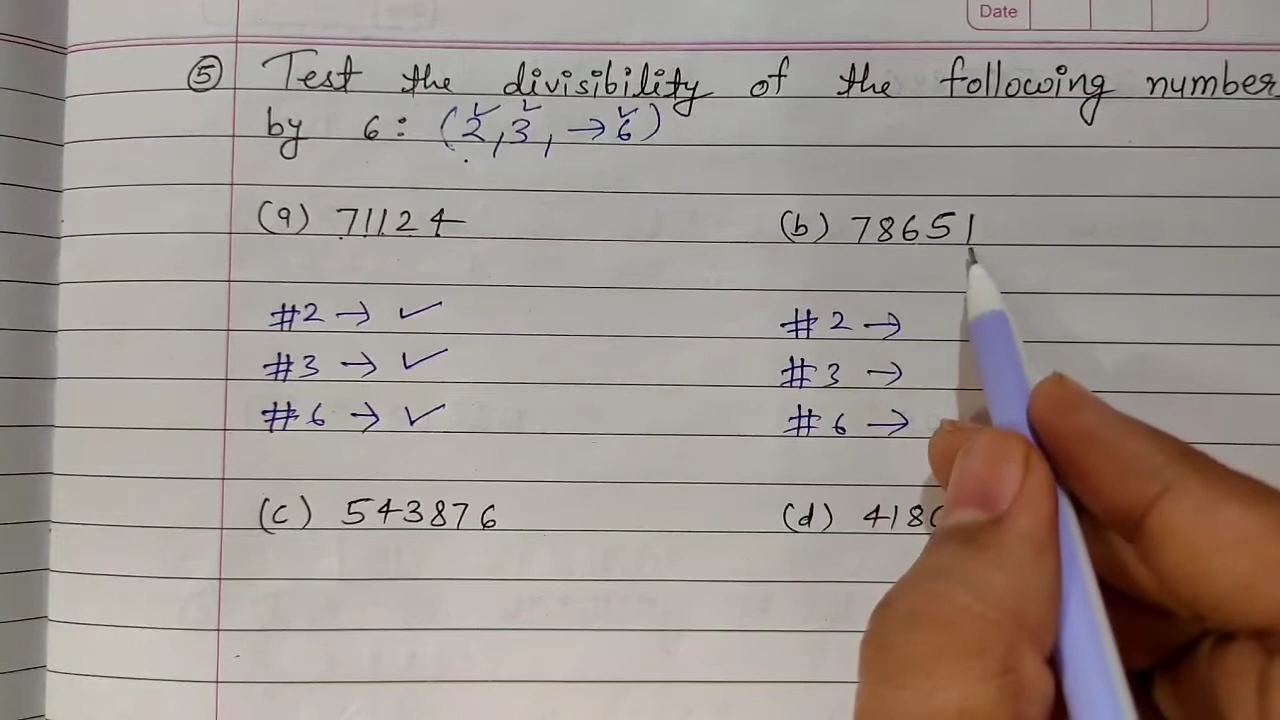 Date
⑤ Test the divisibility of the following number
by 6: (2, 3, → 6)
(a) 71124 (b) 78651
#2 → ✓ #2 →
#3 → ✓ #3 →
#6 → ✓ #6 →
(c) 543876 (d) 418